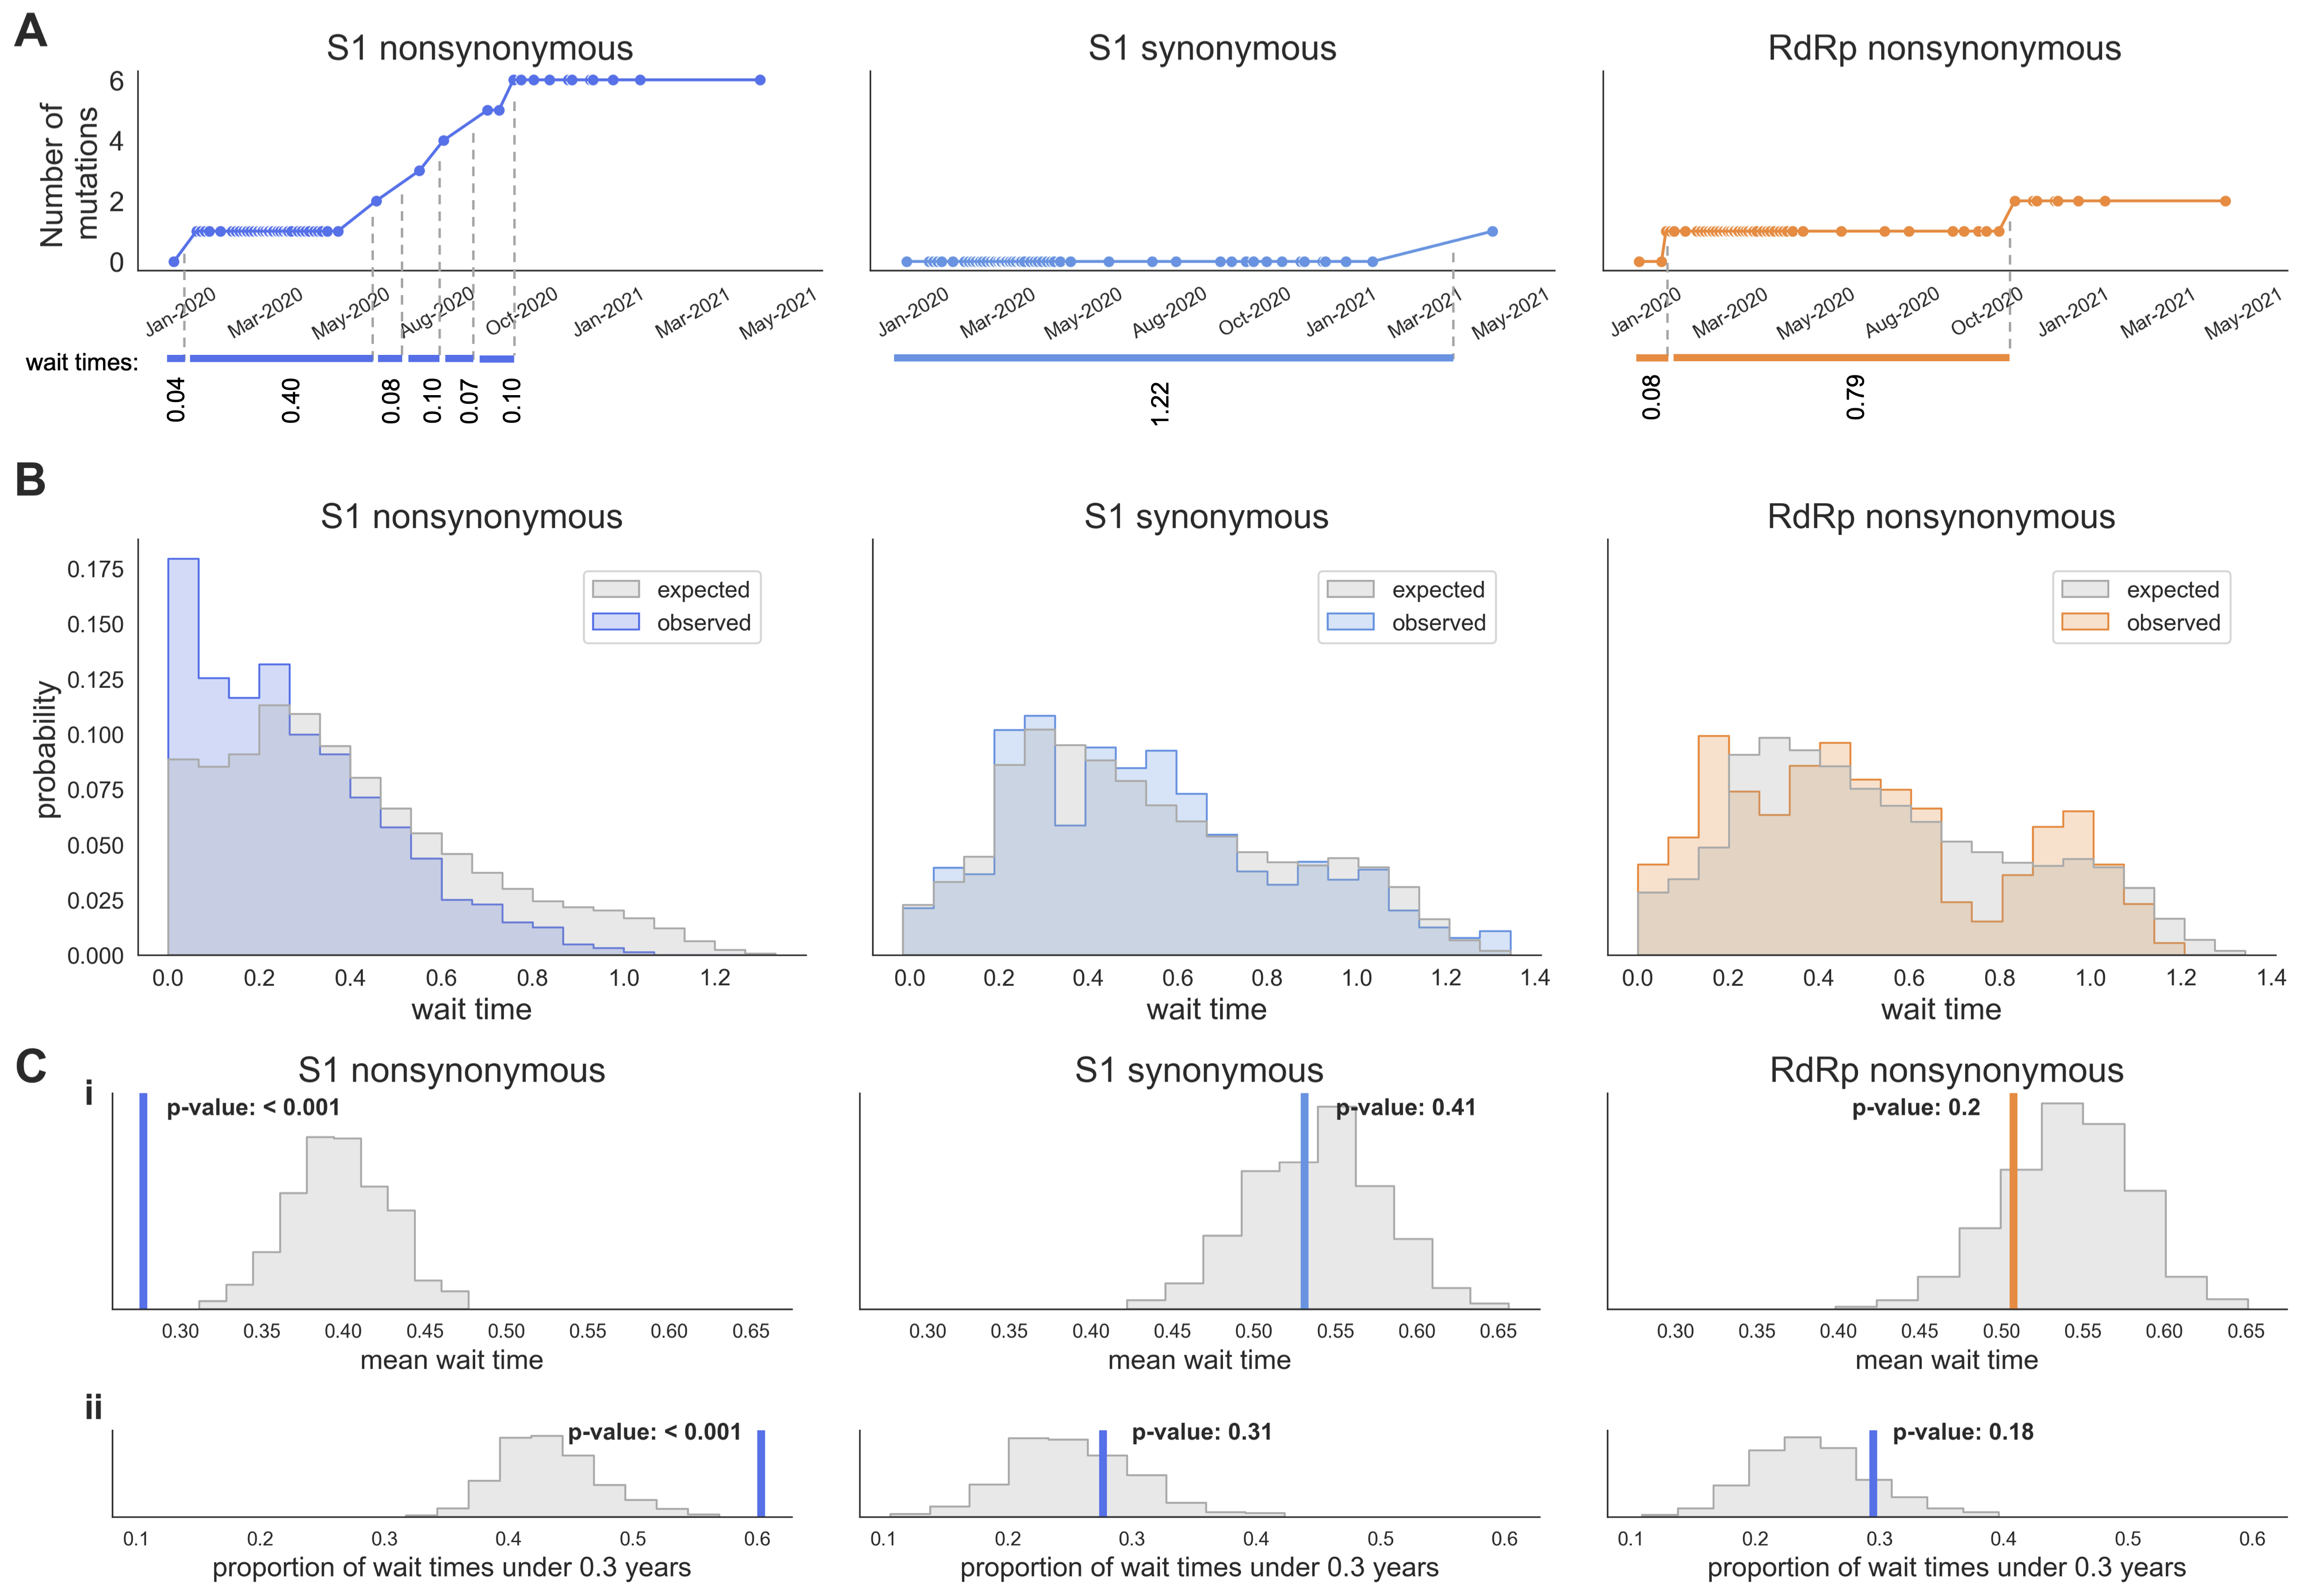 A
S1 nonsynonymous
S1 synonymous
RdRp nonsynonymous
Number of
mutations
6
4
2
0
Jan-2020
Mar-2020
May-2020
Aug-2020
Oct-2020
Jan-2021
Mar-2021
May-2021
Jan-2020
Mar-2020
May-2020
Aug-2020
Oct-2020
Jan-2021
Mar-2021
May-2021
Jan-2020
Mar-2020
May-2020
Aug-2020
Oct-2020
Jan-2021
Mar-2021
May-2021
wait times:
0.04
0.40
0.08
0.10
0.07
0.10
1.22
0.08
0.79
B
S1 nonsynonymous
S1 synonymous
RdRp nonsynonymous
probability
0.175
0.150
0.125
0.100
0.075
0.050
0.025
0.000
expected
observed
expected
observed
expected
observed
0.0 0.2 0.4 0.6 0.8 1.0 1.2
0.0 0.2 0.4 0.6 0.8 1.0 1.2 1.4
0.0 0.2 0.4 0.6 0.8 1.0 1.2 1.4
wait time
wait time
wait time
C
i
S1 nonsynonymous
S1 synonymous
RdRp nonsynonymous
p-value: < 0.001
p-value: 0.41
p-value: 0.2
0.30 0.35 0.40 0.45 0.50 0.55 0.60 0.65
0.30 0.35 0.40 0.45 0.50 0.55 0.60 0.65
0.30 0.35 0.40 0.45 0.50 0.55 0.60 0.65
mean wait time
mean wait time
mean wait time
ii
p-value: < 0.001
p-value: 0.31
p-value: 0.18
0.1 0.2 0.3 0.4 0.5 0.6
0.1 0.2 0.3 0.4 0.5 0.6
0.1 0.2 0.3 0.4 0.5 0.6
proportion of wait times under 0.3 years
proportion of wait times under 0.3 years
proportion of wait times under 0.3 years